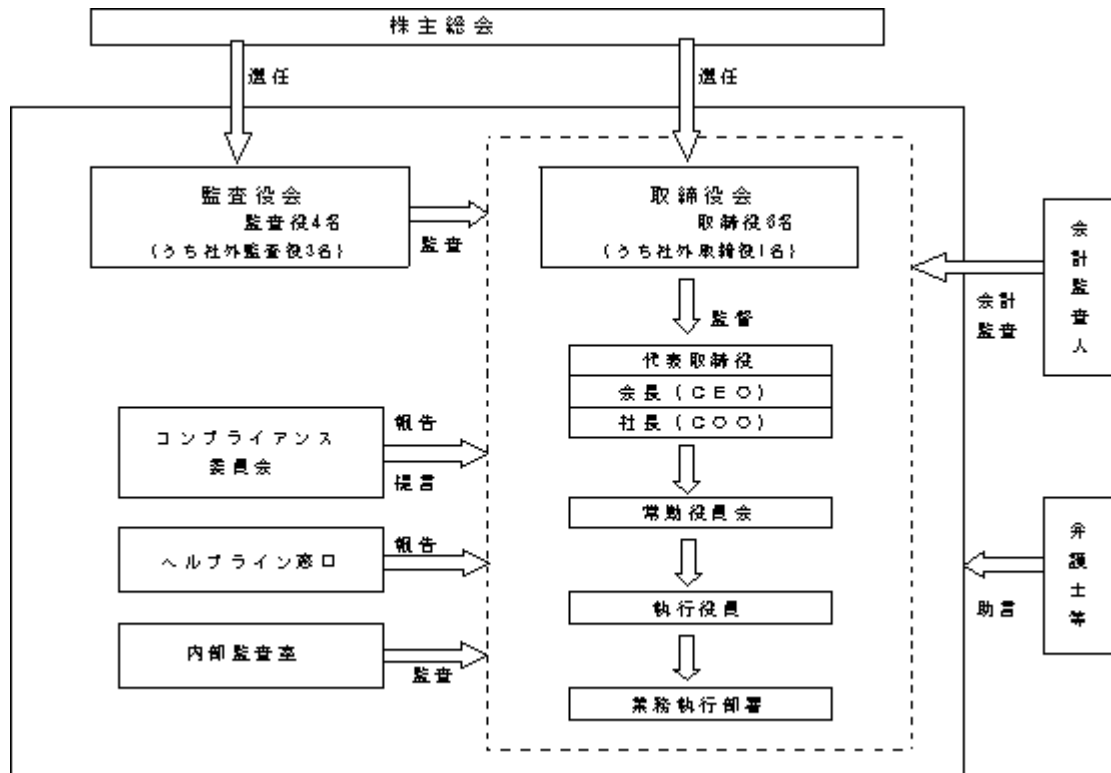 株主総会
選任
選任
監査役会
監査役4名
(うち社外監査役3名)
監査
取締役会
取締役6名
(うち社外取締役1名)
会計監査人
会計
監査
監督
代表取締役
会長(CEO)
社長(COO)
コンプライアンス
委員会
報告
提言
常勤役員会
ヘルプライン窓口
報告
弁護士等
助言
執行役員
内部監査室
監査
業務執行部署